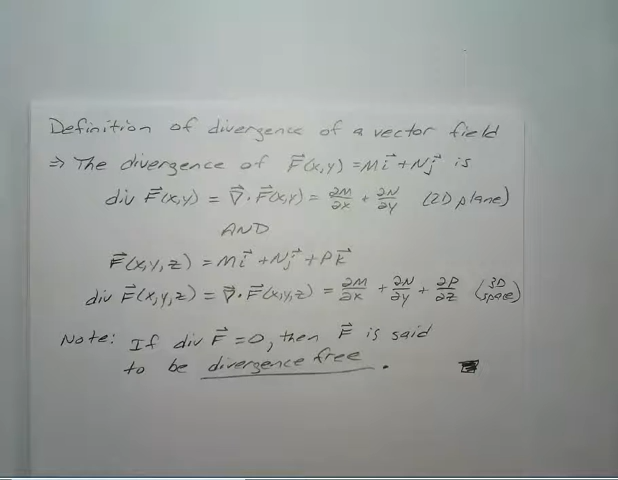 Definition of divergence of a vector field
⇒ The divergence of F⃗(x,y) = Mi⃗ + Nj⃗ is
div F⃗(x,y) = ∇⃗·F⃗(x,y) = ∂M/∂x + ∂N/∂y (2D plane)
AND
F⃗(x,y,z) = Mi⃗ + Nj⃗ + Pk⃗
div F⃗(x,y,z) = ∇⃗·F⃗(x,y,z) = ∂M/∂x + ∂N/∂y + ∂P/∂z (3D space)
Note: If div F⃗ = 0, then F⃗ is said
to be divergence free.